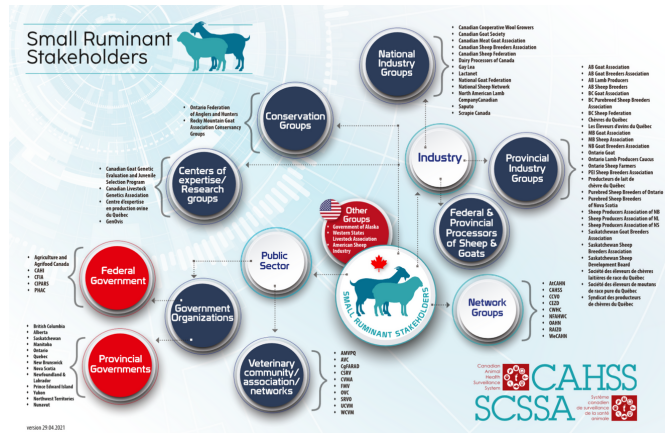 Small Ruminant
Stakeholders
National
Industry
Groups
• Canadian Cooperative Wool Growers
• Canadian Goat Society
• Canadian Meat Goat Association
• Canadian Sheep Breeders Association
• Canadian Sheep Federation
• Dairy Processors of Canada
• Gay Lea
• Lactanet
• National Goat Federation
• National Sheep Network
• North American Lamb
CompanyCanadian
• Saputo
• Scrapie Canada
• Ontario Federation
of Anglers and Hunters
• Rocky Mountain Goat
Association Conservancy
Groups
Conservation
Groups
• Canadian Goat Genetic
Evaluation and Juvenile
Selection Program
• Canadian Livestock
Genetics Association
• Centre d'expertise
en production ovine
du Québec
• GenOvis
Centers of
expertise/
Research
groups
Industry
Provincial
Industry
Groups
• AB Goat Association
• AB Goat Breeders Association
• AB Lamb Producers
• AB Sheep Breeders
• BC Goat Association
• BC Purebreed Sheep Breeders
Association
• BC Sheep Federation
• Chèvres du Québec
• Les Éleveurs d'ovins du Québec
• MB Goat Association
• MB Sheep Association
• NB Goat Breeders Association
• Ontario Goat
• Ontario Lamb Producers Caucus
• Ontario Sheep Farmers
• PEI Sheep Breeders Association
• Producteurs de lait de
chèvre du Québec
• Purebred Sheep Breeders of Ontario
• Purebred Sheep Breeders
of Nova Scotia
• Sheep Producers Association of NB
• Sheep Producers Association of NL
• Sheep Producers Association of NS
• Saskatchewan Goat Breeders
Association
• Saskatchewan Sheep
Breeders Association
• Saskatchewan Sheep
Development Board
• Société des éleveurs de chèvres
laitières de race du Québec
• Société des éleveurs de moutons
de race pure du Québec
• Syndicat des producteurs
de chèvres du Québec
Federal &
Provincial
Processors
of Sheep &
Goats
Other
Groups
• Government of Alaska
• Western States
Livestock Association
• American Sheep
Industry
SMALL RUMINANT STAKEHOLDERS
Public
Sector
• Agriculture and
Agrifood Canada
• CAHI
• CFIA
• CIPARS
• PHAC
Federal
Government
Government
Organizations
Network
Groups
• AtCAHN
• CAHSS
• CCVO
• CEZD
• CWHC
• NFAHWC
• OAHN
• RAIZO
• WeCAHN
• British Columbia
• Alberta
• Saskatchewan
• Manitoba
• Ontario
• Quebec
• New Brunswick
• Nova Scotia
• Newfoundland &
Labrador
• Prince Edward Island
• Yukon
• Northwest Territories
• Nunavut
Provincial
Governments
Veterinary
community/
association/
networks
• AMVPQ
• AVC
• CgFARAD
• CSRV
• CVMA
• FMV
• OVC
• SRVO
• UCVM
• WCVM
Canadian
Animal
Health
Surveillance
System
CAHSS
SCSSA
Système
canadien
de surveillance
de la santé
animale
version 29.04.2021